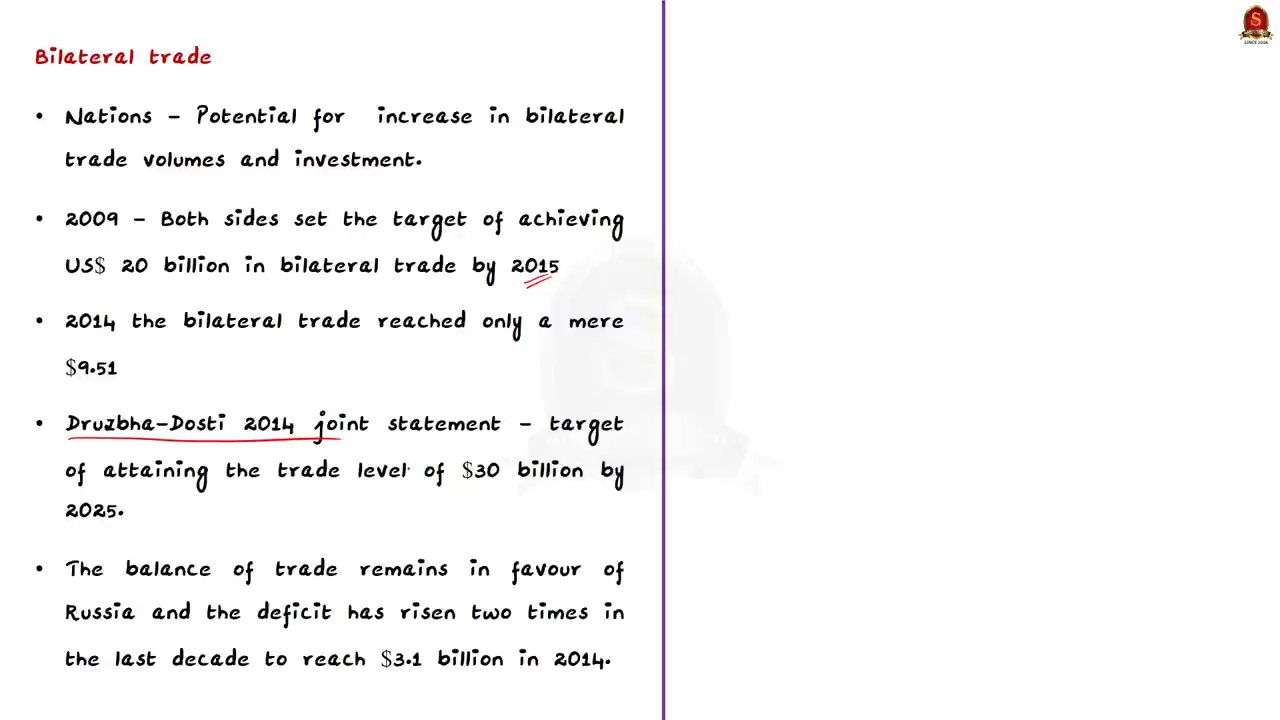 Bilateral trade
• Nations – Potential for increase in bilateral
trade volumes and investment.
• 2009 – Both sides set the target of achieving
US$ 20 billion in bilateral trade by 2015
• 2014 the bilateral trade reached only a mere
$9.51
• Druzbha-Dosti 2014 joint statement – target
of attaining the trade level of $30 billion by
2025.
• The balance of trade remains in favour of
Russia and the deficit has risen two times in
the last decade to reach $3.1 billion in 2014.